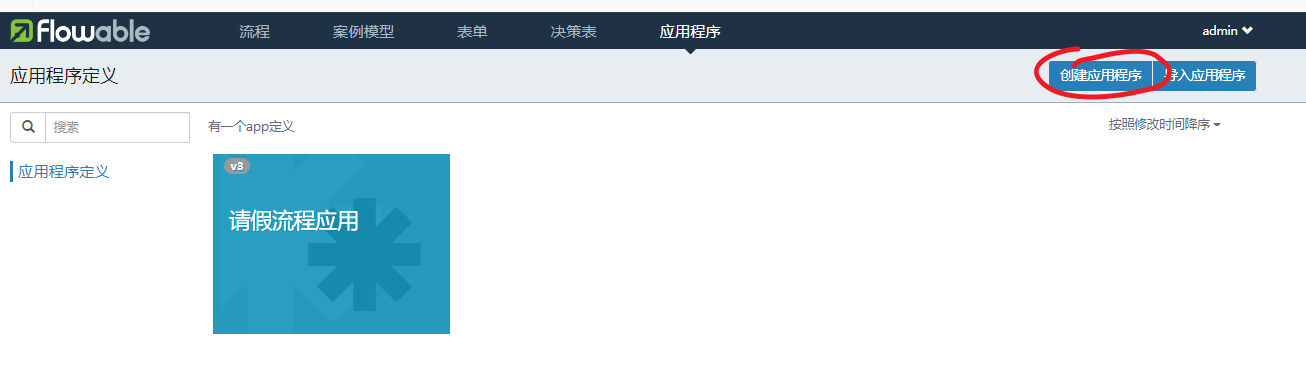 flowable 流程 案例模型 表单 决策表 应用程序 admin
应用程序定义 创建应用程序 导入应用程序
搜索 有一个app定义 按照修改时间降序
应用程序定义
v3
请假流程应用